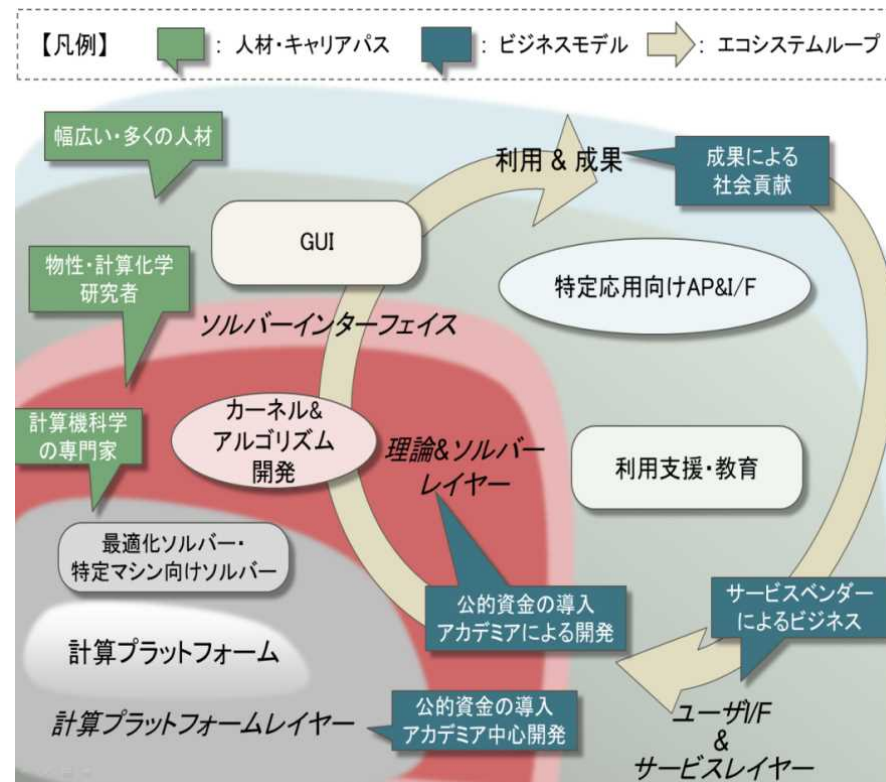 【凡例】 : 人材・キャリアパス : ビジネスモデル : エコシステムループ
幅広い・多くの人材
利用 & 成果
成果による
社会貢献
GUI
物性・計算化学
研究者
特定応用向けAP&I/F
ソルバーインターフェイス
計算機科学
の専門家
カーネル&
アルゴリズム
開発
理論&ソルバー
レイヤー
利用支援・教育
最適化ソルバー・
特定マシン向けソルバー
公的資金の導入
アカデミアによる開発
サービスベンダー
によるビジネス
計算プラットフォーム
計算プラットフォームレイヤー
公的資金の導入
アカデミア中心開発
ユーザI/F
&
サービスレイヤー